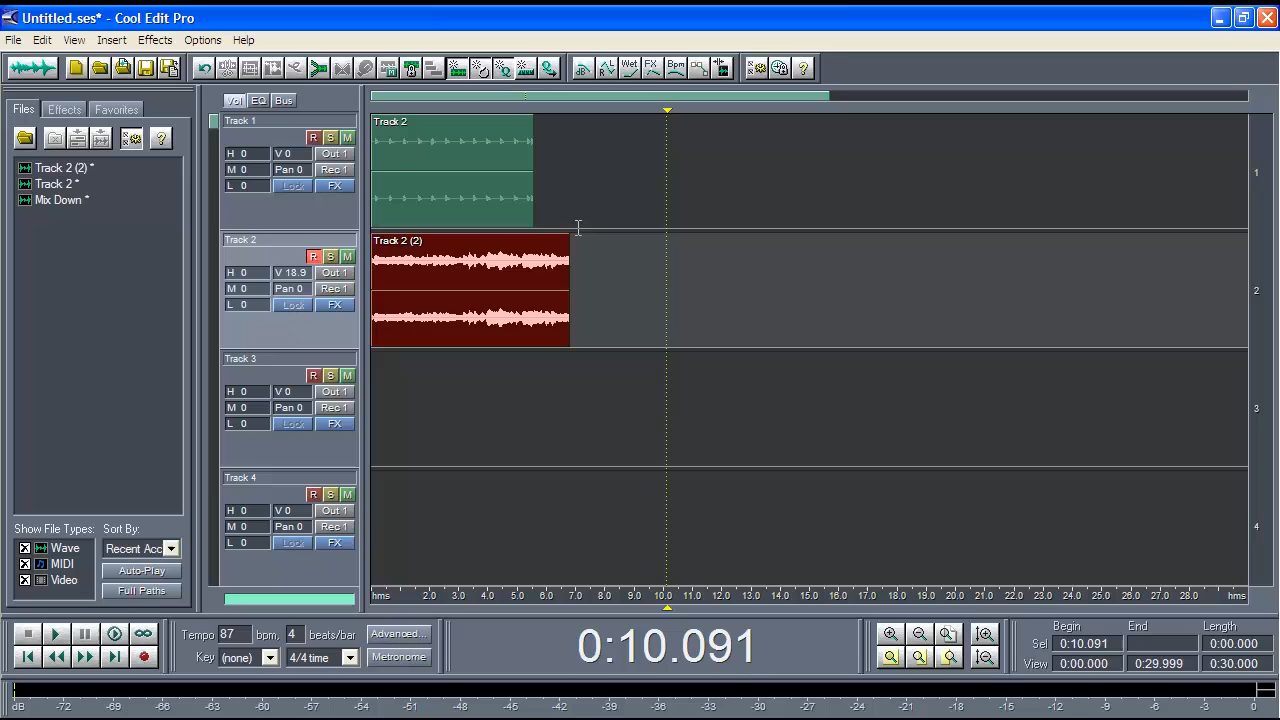 Untitled.ses* - Cool Edit Pro
File Edit View Insert Effects Options Help
Files Effects Favorites
Track 2 (2) *
Track 2 *
Mix Down *
Show File Types: Sort By:
Wave Recent Acc
MIDI Auto-Play
Video Full Paths
Vol EQ Bus
Track 1
R S M
H 0 V 0 Out 1
M 0 Pan 0 Rec 1
L 0 Lock FX
Track 2
R S M
H 0 V 18.9 Out 1
M 0 Pan 0 Rec 1
L 0 Lock FX
Track 3
R S M
H 0 V 0 Out 1
M 0 Pan 0 Rec 1
L 0 Lock FX
Track 4
R S M
H 0 V 0 Out 1
M 0 Pan 0 Rec 1
L 0 Lock FX
Track 2
Track 2 (2)
1
2
3
4
hms 2.0 3.0 4.0 5.0 6.0 7.0 8.0 9.0 10.0 11.0 12.0 13.0 14.0 15.0 16.0 17.0 18.0 19.0 20.0 21.0 22.0 23.0 24.0 25.0 26.0 27.0 28.0 hms
Tempo 87 bpm, 4 beats/bar Advanced...
Key (none) 4/4 time Metronome
0:10.091
Begin End Length
Sel 0:10.091 0:00.000
View 0:00.000 0:29.999 0:30.000
dB -72 -69 -66 -63 -60 -57 -54 -51 -48 -45 -42 -39 -36 -33 -30 -27 -24 -21 -18 -15 -12 -9 -6 -3 0